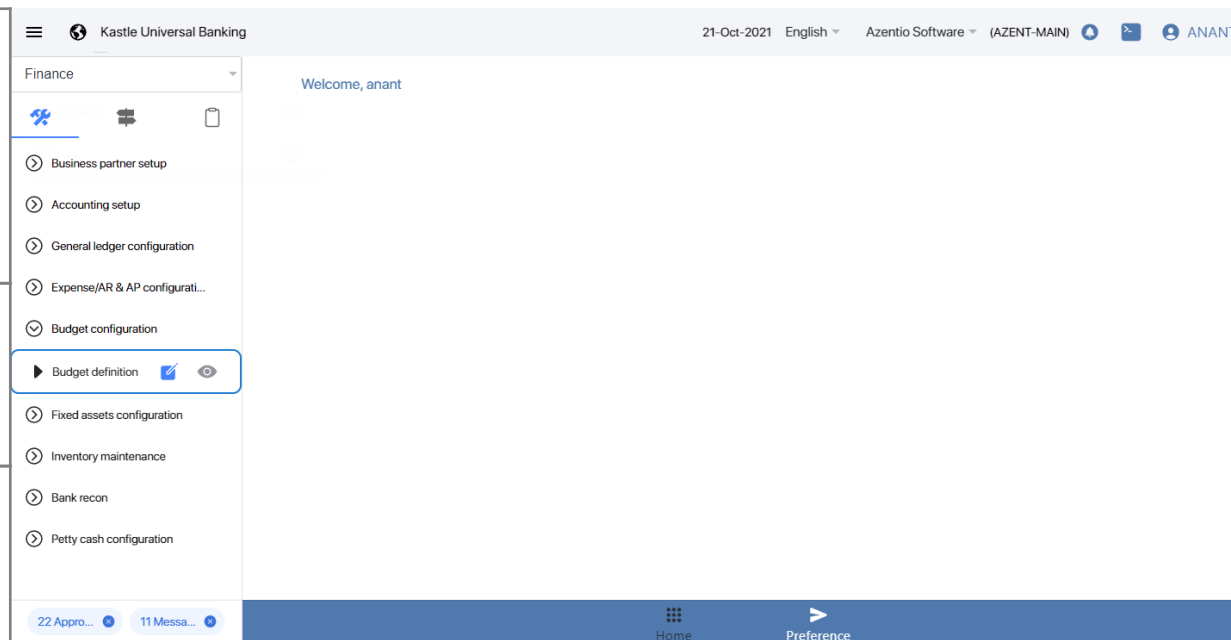 Kastle Universal Banking
21-Oct-2021 English Azentio Software (AZENT-MAIN) ANANT
Finance
Welcome, anant
Business partner setup
Accounting setup
General ledger configuration
Expense/AR & AP configurati...
Budget configuration
Budget definition
Fixed assets configuration
Inventory maintenance
Bank recon
Petty cash configuration
22 Appro... 11 Messa...
Home Preference